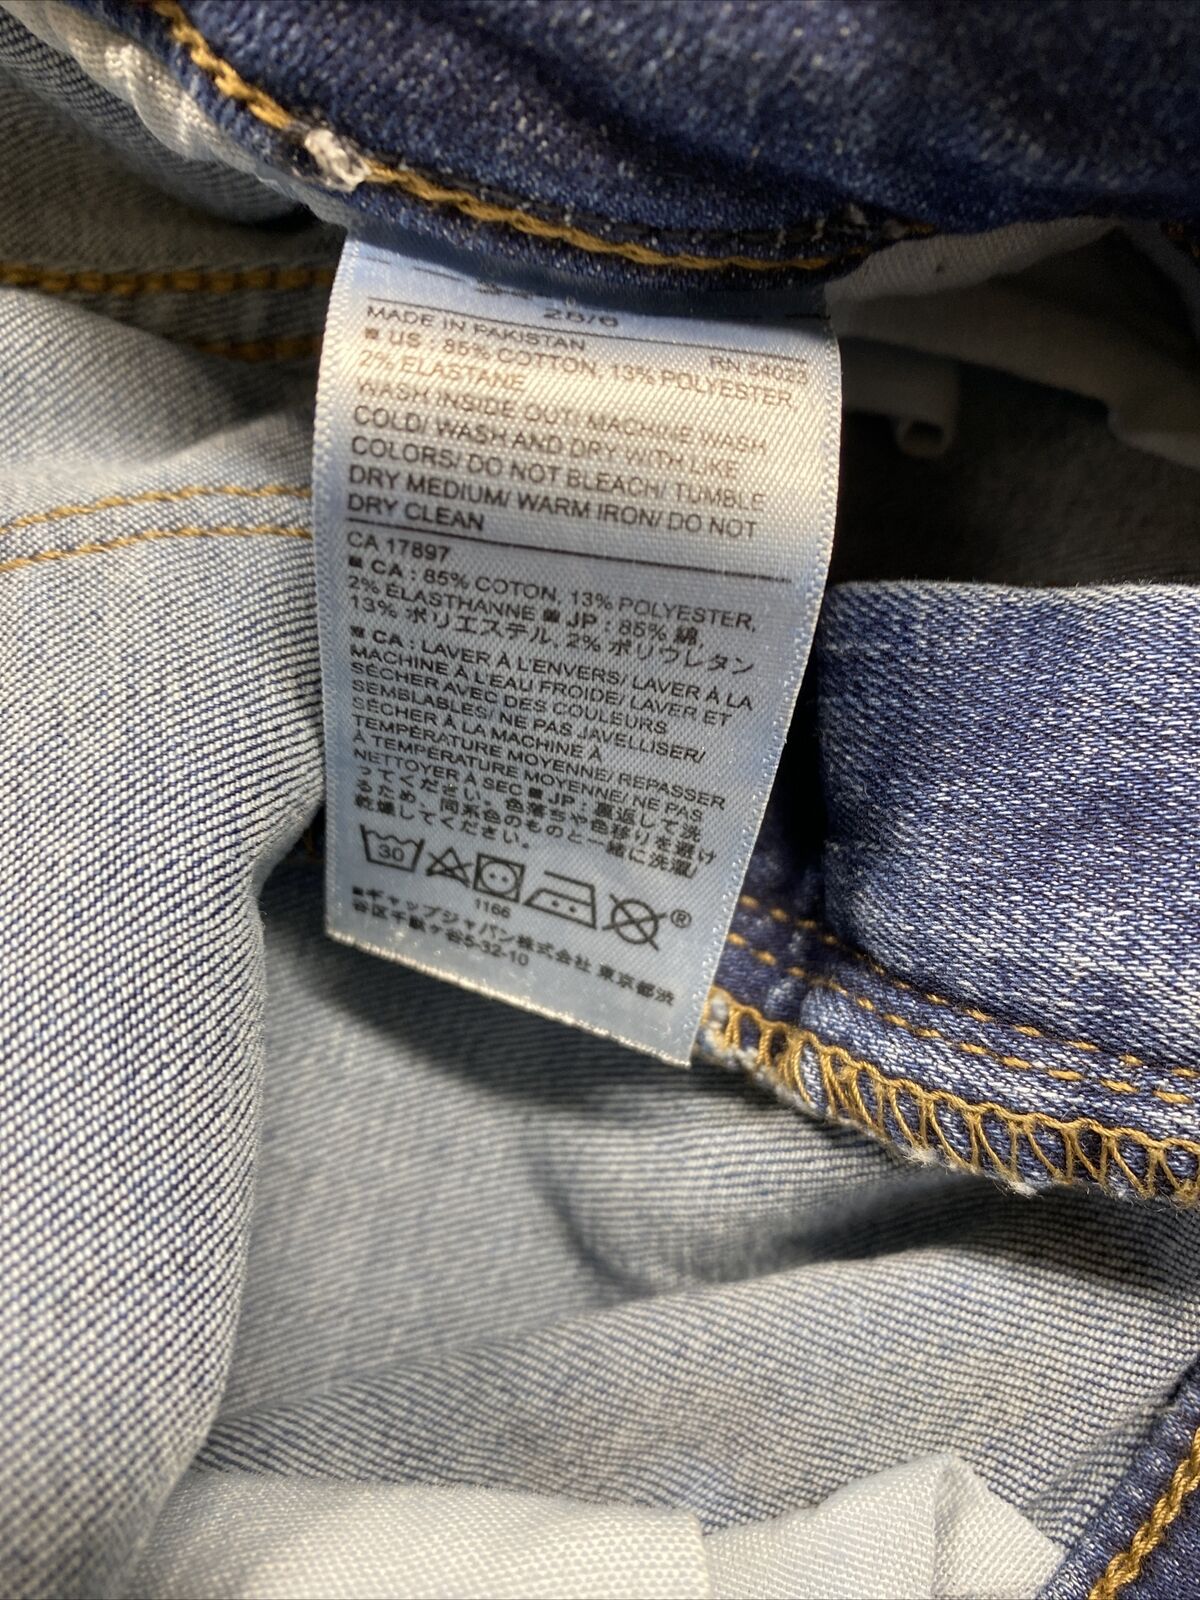 28/6
MADE IN PAKISTAN RN 54023
■ US : 85% COTTON, 13% POLYESTER,
2% ELASTANE
WASH INSIDE OUT/ MACHINE WASH
COLD/ WASH AND DRY WITH LIKE
COLORS/ DO NOT BLEACH/ TUMBLE
DRY MEDIUM/ WARM IRON/ DO NOT
DRY CLEAN
CA 17897
■ CA : 85% COTON, 13% POLYESTER,
2% ÉLASTHANNE ■ JP : 85% 綿,
13% ポリエステル, 2% ポリウレタン
■ CA : LAVER À L'ENVERS/ LAVER À LA
MACHINE À L'EAU FROIDE/ LAVER ET
SÉCHER AVEC DES COULEURS
SEMBLABLES/ NE PAS JAVELLISER/
SÉCHER À LA MACHINE À
TEMPÉRATURE MOYENNE/ REPASSER
À TEMPÉRATURE MOYENNE/ NE PAS
NETTOYER À SEC ■ JP : 裏返して洗
ってください。色落ちや色移りを避け
るため、同系色のものと一緒に洗濯/
乾燥してください。
30 ®
1166
■ギャップジャパン株式会社 東京都渋
谷区千駄ヶ谷5-32-10